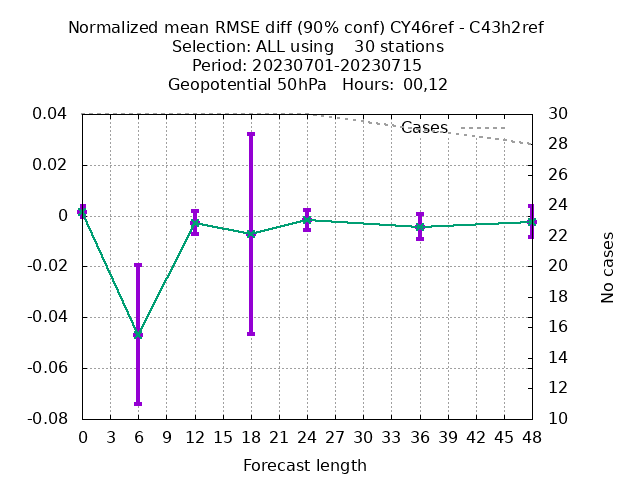 Normalized mean RMSE diff (90% conf) CY46ref - C43h2ref
Selection: ALL using    30 stations
Period: 20230701-20230715
Geopotential 50hPa   Hours:  00,12
Cases
0.04
0.02
0
-0.02
-0.04
-0.06
-0.08
30
28
26
24
22
20
18
16
14
12
10
No cases
0 3 6 9 12 15 18 21 24 27 30 33 36 39 42 45 48
Forecast length